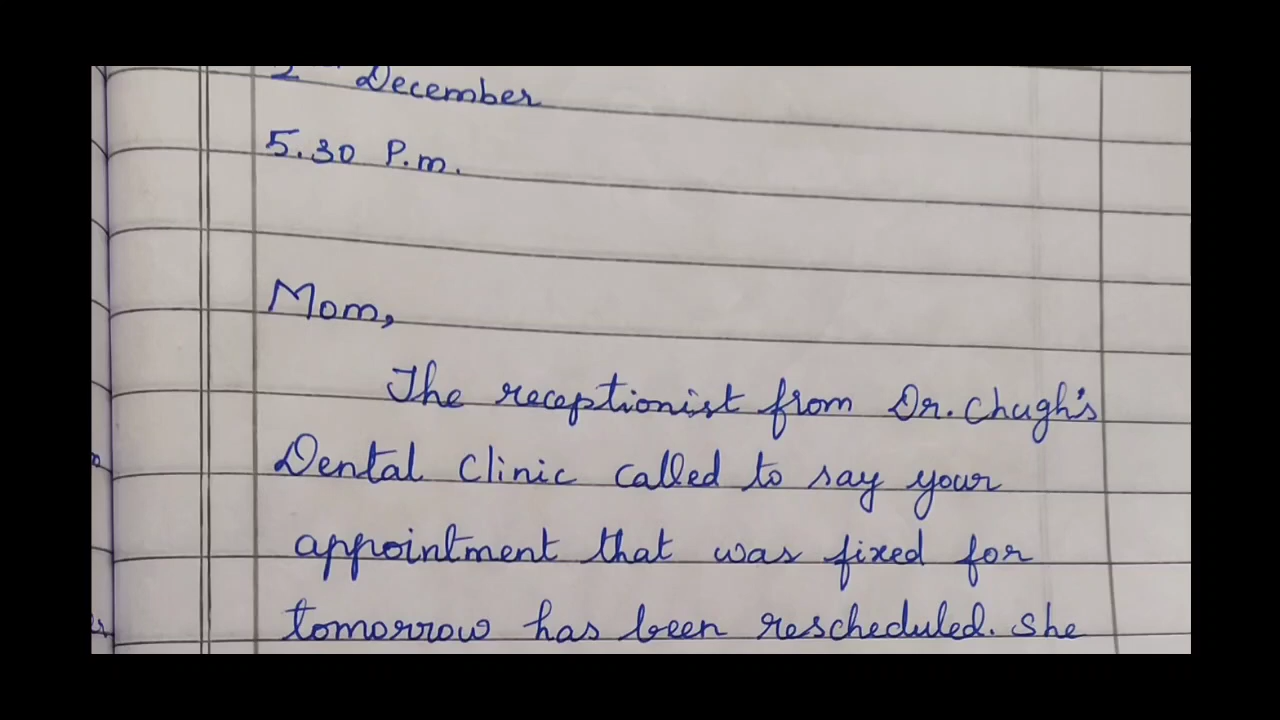 December
5.30 P.m.
Mom,
The receptionist from Dr. Chugh's
Dental Clinic called to say your
appointment that was fixed for
tomorrow has been rescheduled. She